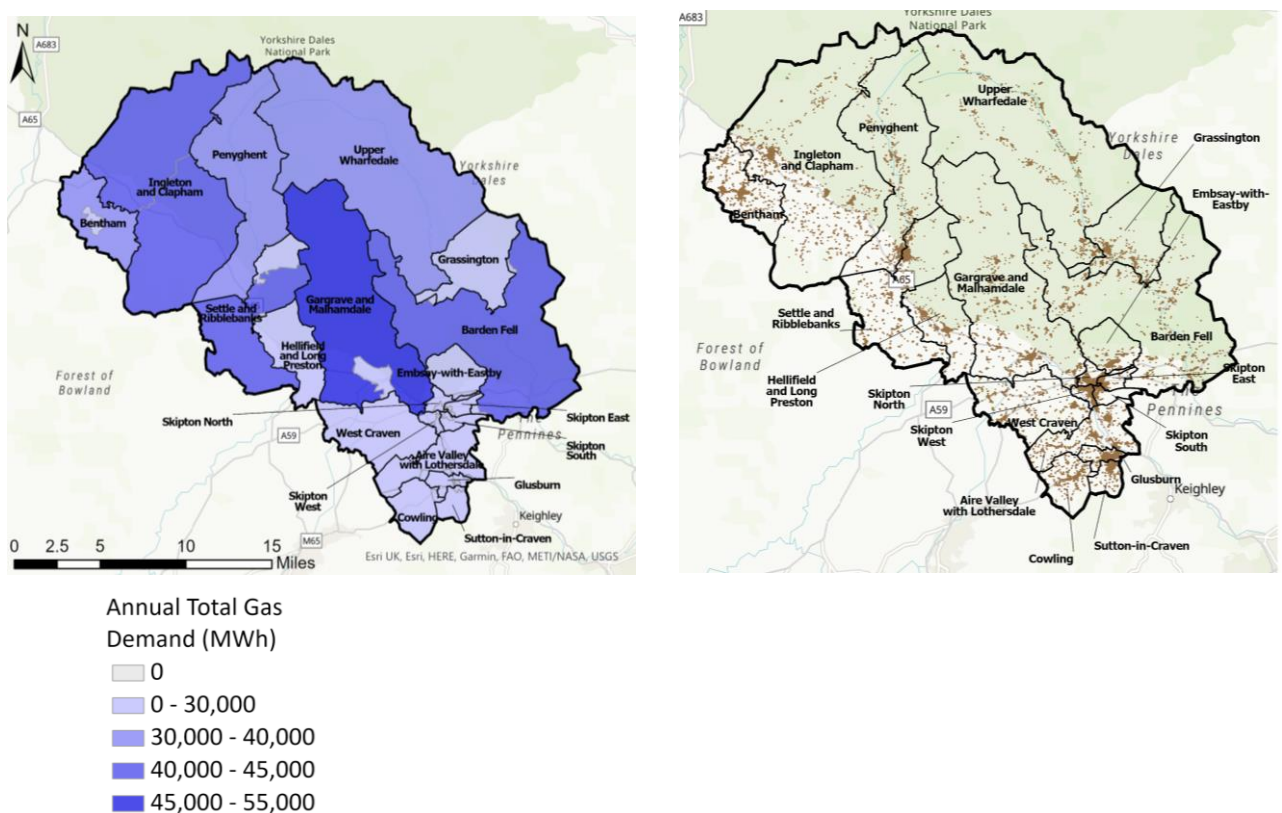 N
A683
Yorkshire Dales
National Park
A65
Penyghent
Upper
Wharfedale
Yorkshire
Dales
Ingleton
and Clapham
Bentham
Grassington
Settle and
Ribblebanks
Gargrave and
Malhamdale
Barden Fell
Forest of
Bowland
Hellifield
and Long
Preston
Embsay-with-Eastby
Skipton North
A59
West Craven
Skipton East
The
Pennines
Skipton
South
Aire Valley
with Lothersdale
Glusburn
Skipton
West
Keighley
Cowling
Sutton-in-Craven
M65
0 2.5 5 10 15
Miles
Esri UK, Esri, HERE, Garmin, FAO, METI/NASA, USGS
Annual Total Gas
Demand (MWh)
0
0 - 30,000
30,000 - 40,000
40,000 - 45,000
45,000 - 55,000
A683
Yorkshire Dales
National Park
Upper
Wharfedale
Grassington
Penyghent
Yorkshire
Dales
Ingleton
and Clapham
Embsay-with-
Eastby
Bentham
A65
Gargrave and
Malhamdale
Settle and
Ribblebanks
Barden Fell
Forest of
Bowland
Hellifield
and Long
Preston
Skipton
North
Skipton
East
A59
The
Pennines
Skipton
West
West Craven
Skipton
South
Glusburn
Keighley
Aire Valley
with Lothersdale
Sutton-in-Craven
Cowling